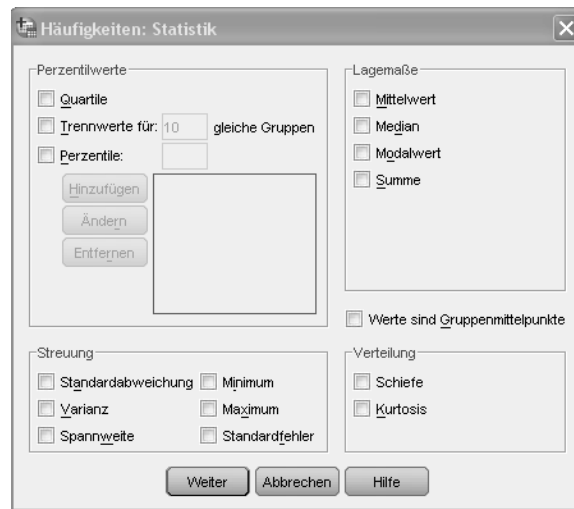 Häufigkeiten: Statistik
Perzentilwerte
Quartile
Trennwerte für: 10 gleiche Gruppen
Perzentile:
Hinzufügen
Ändern
Entfernen
Lagemaße
Mittelwert
Median
Modalwert
Summe
Werte sind Gruppenmittelpunkte
Streuung
Standardabweichung Minimum
Varianz Maximum
Spannweite Standardfehler
Verteilung
Schiefe
Kurtosis
Weiter Abbrechen Hilfe